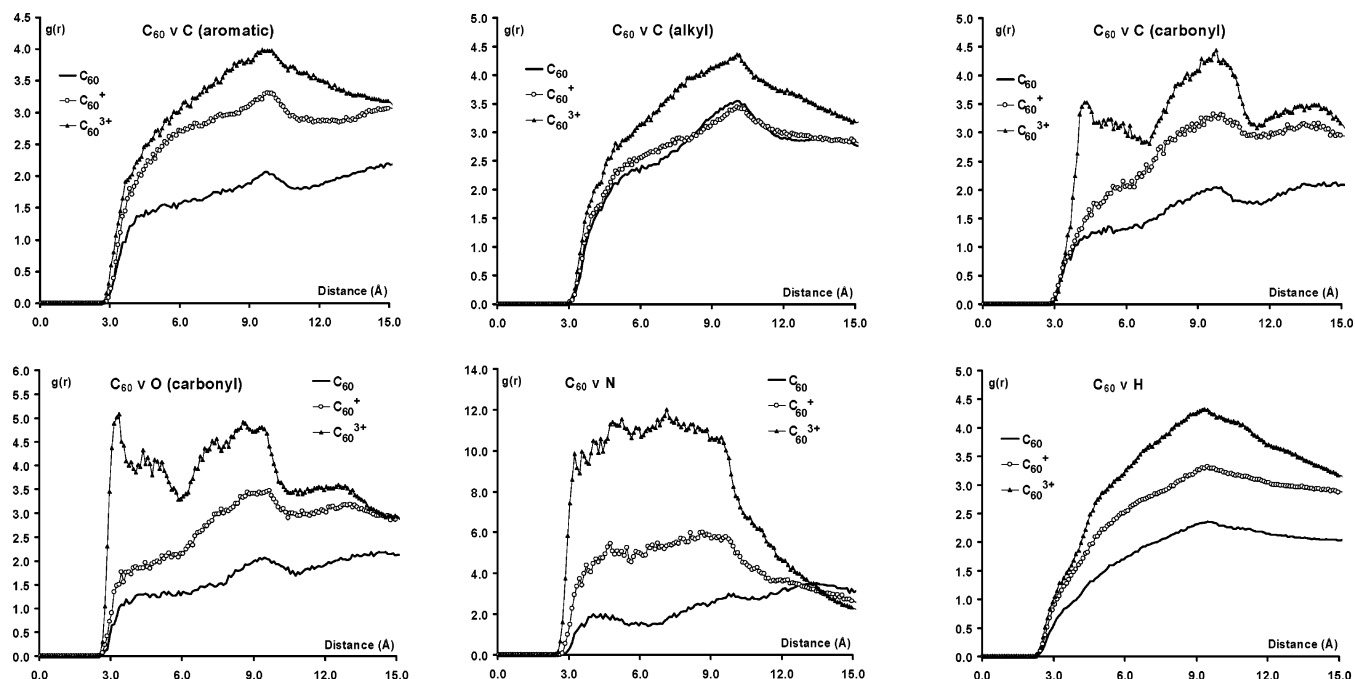 g(r)
C₆₀ v C (aromatic)
4.5
4.0
3.5
3.0
2.5
2.0
1.5
1.0
0.5
0.0
C₆₀
C₆₀⁺
C₆₀³⁺
Distance (Å)
0.0 3.0 6.0 9.0 12.0 15.0
g(r)
C₆₀ v C (alkyl)
5.0
4.5
4.0
3.5
3.0
2.5
2.0
1.5
1.0
0.5
0.0
C₆₀
C₆₀⁺
C₆₀³⁺
Distance (Å)
0.0 3.0 6.0 9.0 12.0 15.0
g(r)
C₆₀ v C (carbonyl)
5.0
4.5
4.0
3.5
3.0
2.5
2.0
1.5
1.0
0.5
0.0
C₆₀
C₆₀⁺
C₆₀³⁺
Distance (Å)
0.0 3.0 6.0 9.0 12.0 15.0
g(r)
C₆₀ v O (carbonyl)
6.0
5.5
5.0
4.5
4.0
3.5
3.0
2.5
2.0
1.5
1.0
0.5
0.0
C₆₀
C₆₀⁺
C₆₀³⁺
Distance (Å)
0.0 3.0 6.0 9.0 12.0 15.0
g(r)
C₆₀ v N
14.0
12.0
10.0
8.0
6.0
4.0
2.0
0.0
C₆₀
C₆₀⁺
C₆₀³⁺
Distance (Å)
0.0 3.0 6.0 9.0 12.0 15.0
g(r)
C₆₀ v H
5.0
4.5
4.0
3.5
3.0
2.5
2.0
1.5
1.0
0.5
0.0
C₆₀
C₆₀⁺
C₆₀³⁺
Distance (Å)
0.0 3.0 6.0 9.0 12.0 15.0